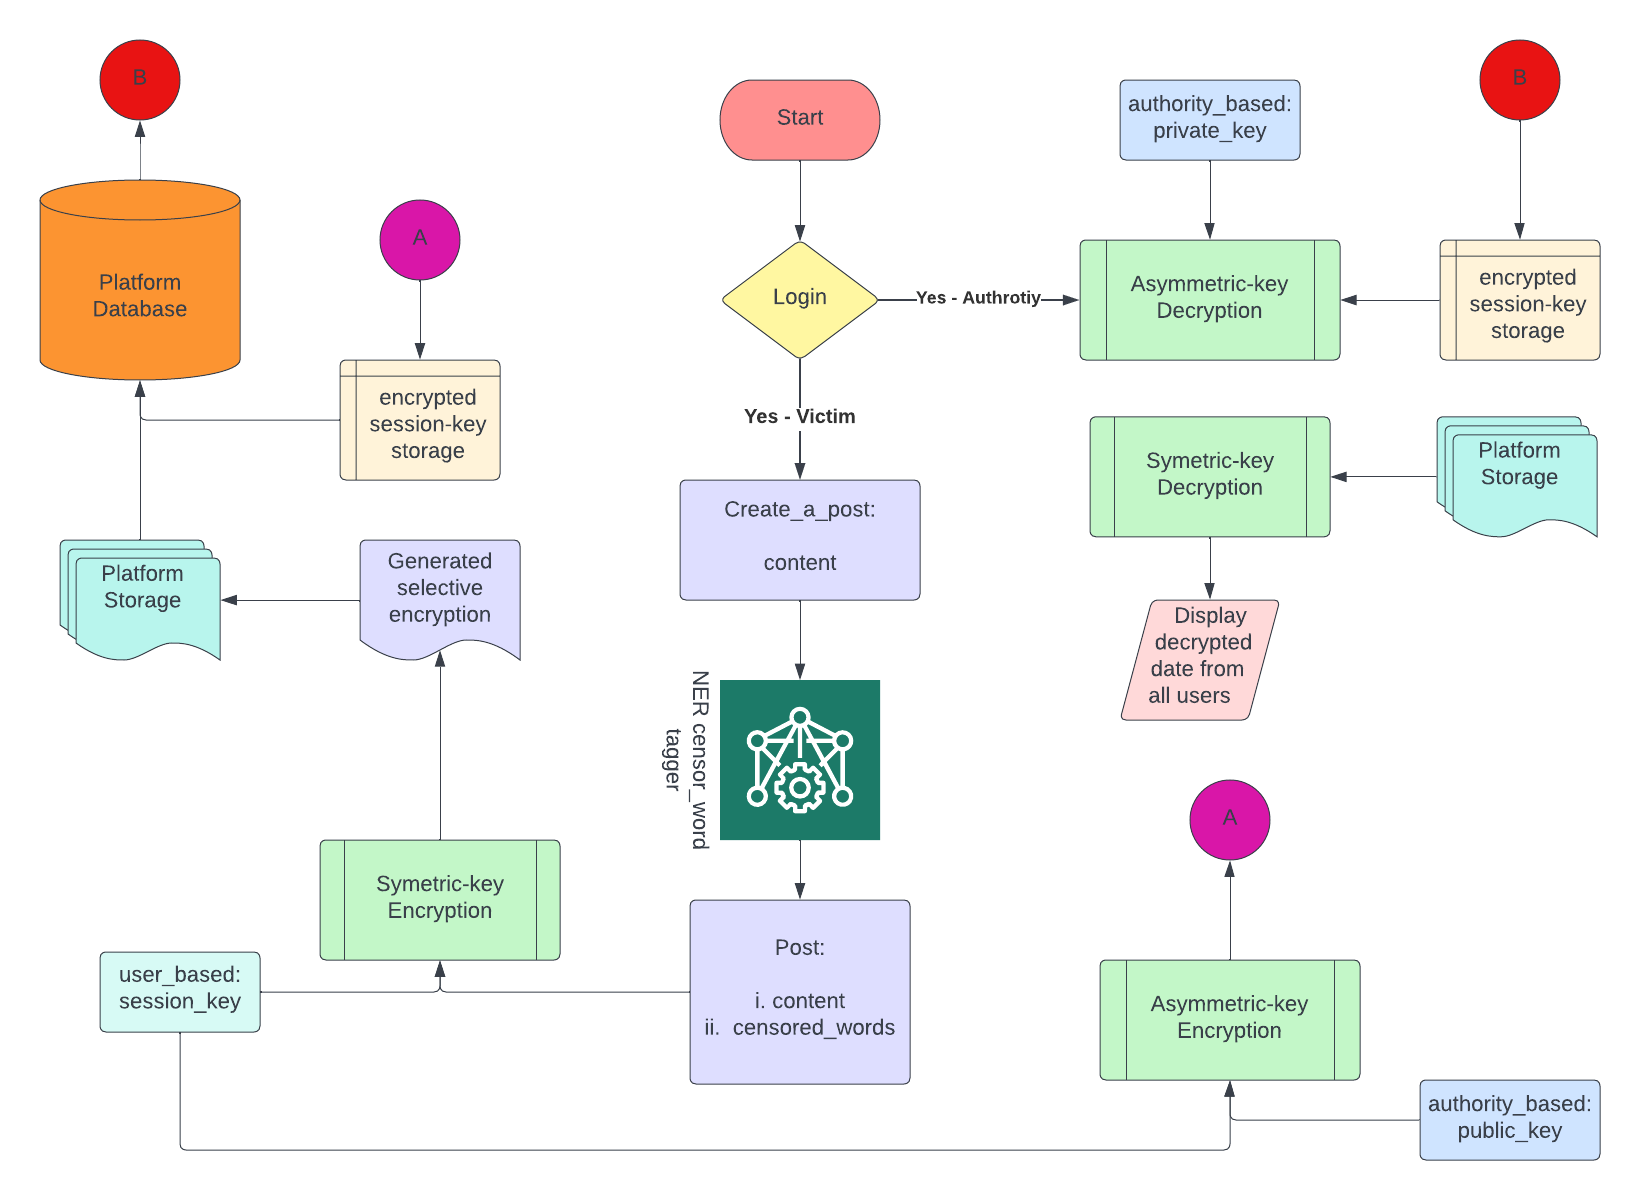 B
Start
authority_based:
private_key
B
A
Platform
Database
Login
Yes - Authrotiy
Asymmetric-key
Decryption
encrypted
session-key
storage
encrypted
session-key
storage
Yes - Victim
Symetric-key
Decryption
Platform
Storage
Create_a_post:
content
Platform
Storage
Generated
selective
encryption
Display
decrypted
date from
all users
NER censor_word
tagger
A
Symetric-key
Encryption
Post:
i. content
ii. censored_words
user_based:
session_key
Asymmetric-key
Encryption
authority_based:
public_key